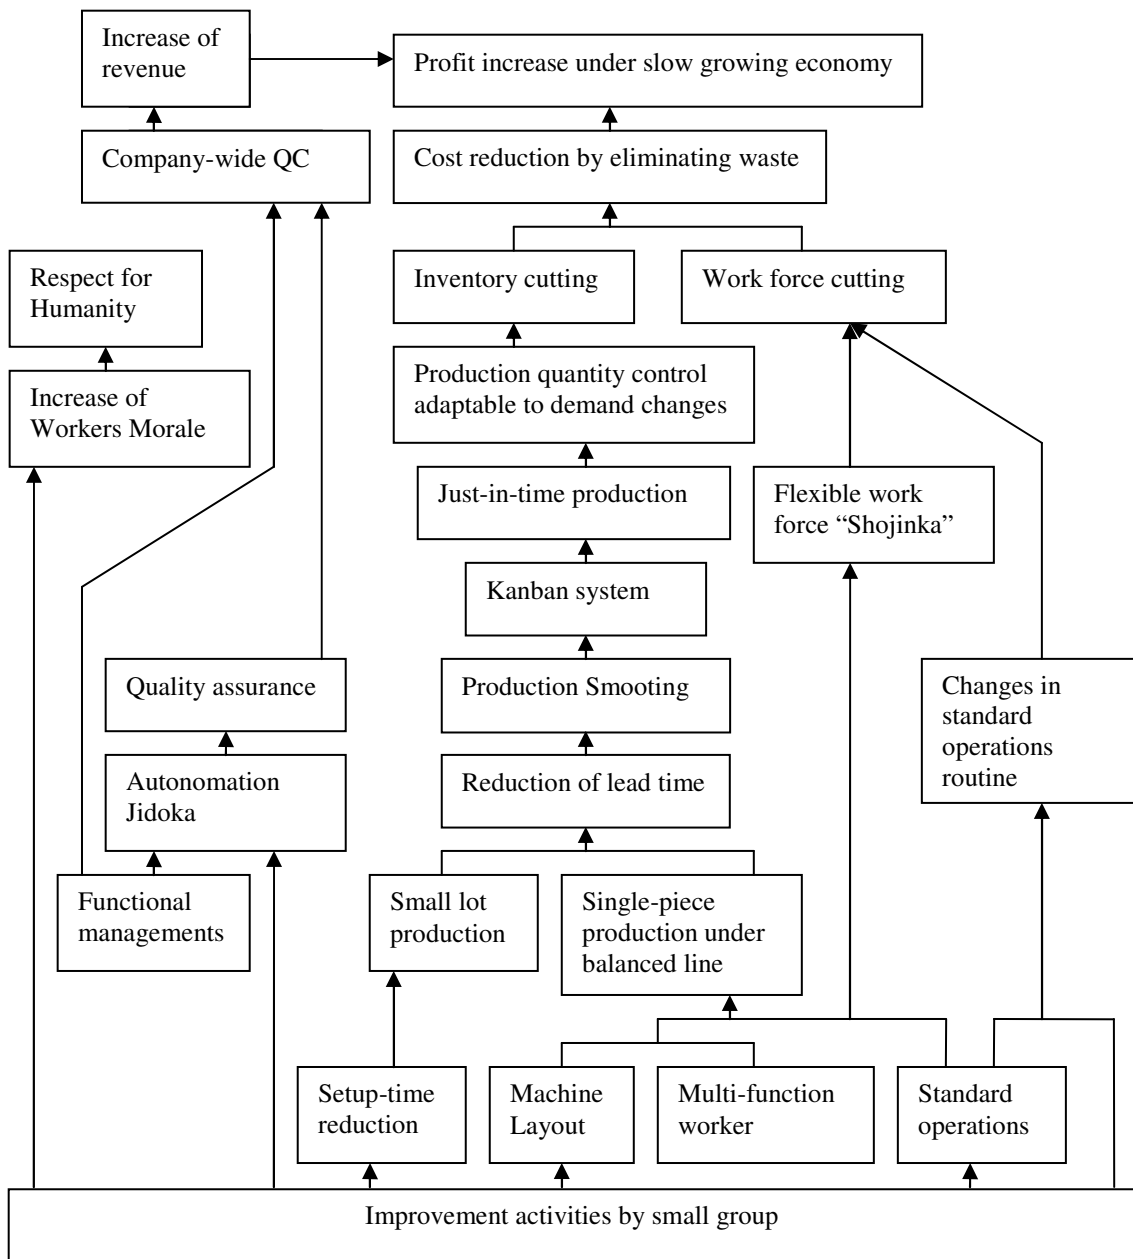 Increase of
revenue
Profit increase under slow growing economy
Company-wide QC
Cost reduction by eliminating waste
Respect for
Humanity
Inventory cutting
Work force cutting
Increase of
Workers Morale
Production quantity control
adaptable to demand changes
Just-in-time production
Flexible work
force “Shojinka”
Kanban system
Quality assurance
Production Smooting
Changes in
standard
operations
routine
Autonomation
Jidoka
Reduction of lead time
Functional
managements
Small lot
production
Single-piece
production under
balanced line
Setup-time
reduction
Machine
Layout
Multi-function
worker
Standard
operations
Improvement activities by small group